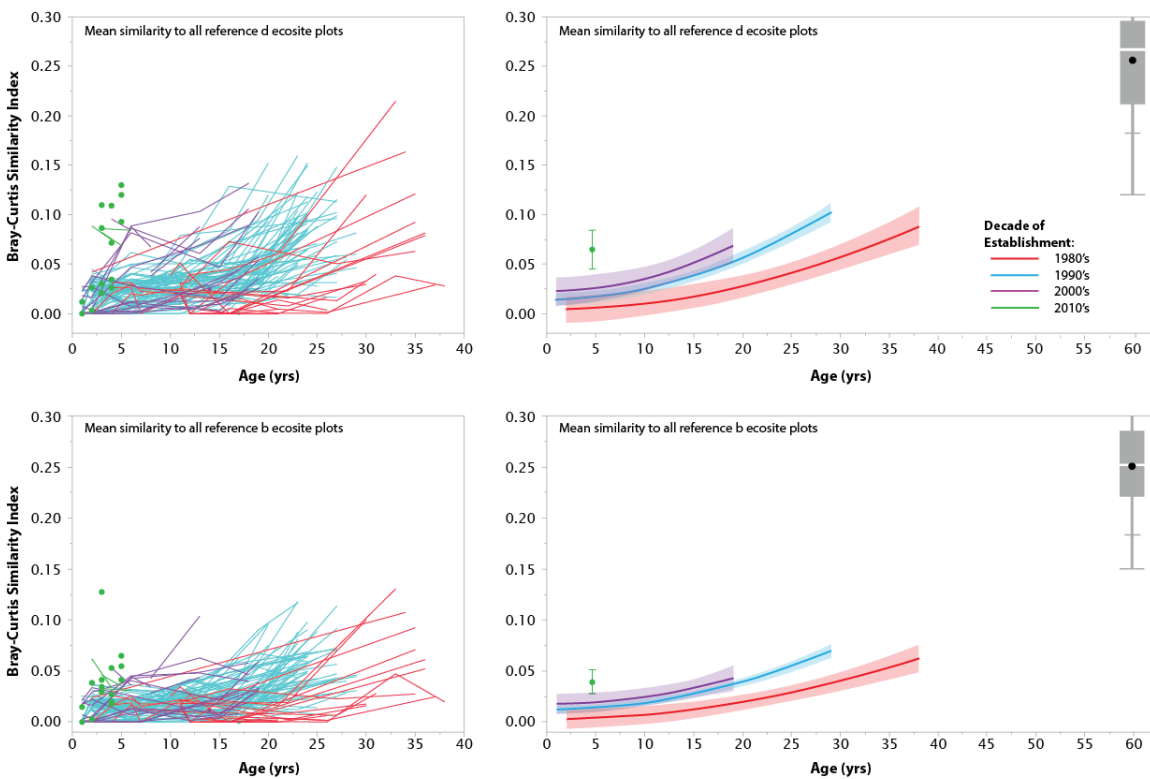 Mean similarity to all reference d ecosite plots
Bray-Curtis Similarity Index
0.30
0.25
0.20
0.15
0.10
0.05
0.00
0 5 10 15 20 25 30 35 40
Age (yrs)
Mean similarity to all reference d ecosite plots
0.30
0.25
0.20
0.15
0.10
0.05
0.00
0 5 10 15 20 25 30 35 40 45 50 55 60
Age (yrs)
Decade of
Establishment:
1980's
1990's
2000's
2010's
Mean similarity to all reference b ecosite plots
Bray-Curtis Similarity Index
0.30
0.25
0.20
0.15
0.10
0.05
0.00
0 5 10 15 20 25 30 35 40
Age (yrs)
Mean similarity to all reference b ecosite plots
0.30
0.25
0.20
0.15
0.10
0.05
0.00
0 5 10 15 20 25 30 35 40 45 50 55 60
Age (yrs)